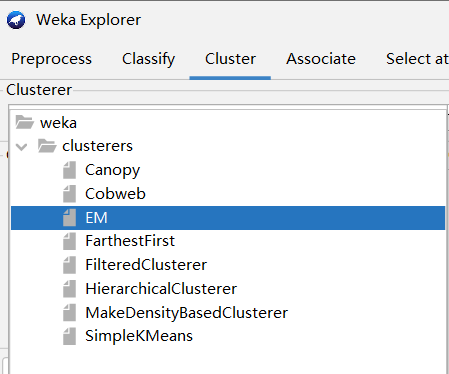 Weka Explorer
Preprocess Classify Cluster Associate Select at
Clusterer
weka
clusterers
Canopy
Cobweb
EM
FarthestFirst
FilteredClusterer
HierarchicalClusterer
MakeDensityBasedClusterer
SimpleKMeans